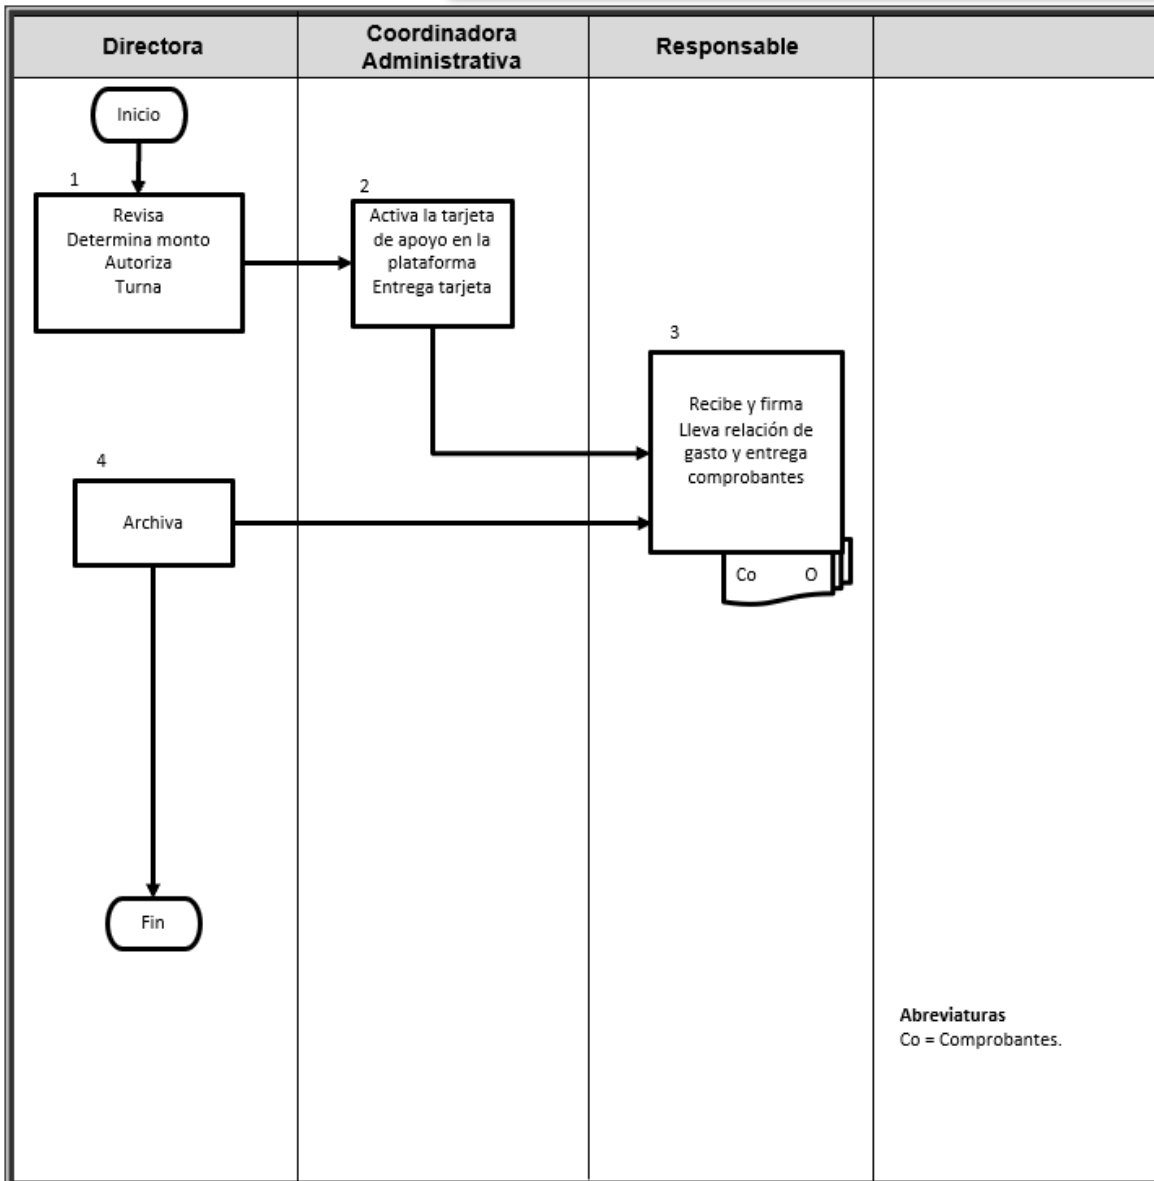 Directora
Coordinadora
Administrativa
Responsable
Inicio
1
Revisa
Determina monto
Autoriza
Turna
2
Activa la tarjeta
de apoyo en la
plataforma
Entrega tarjeta
3
Recibe y firma
Lleva relación de
gasto y entrega
comprobantes
Co O
4
Archiva
Fin
Abreviaturas
Co = Comprobantes.